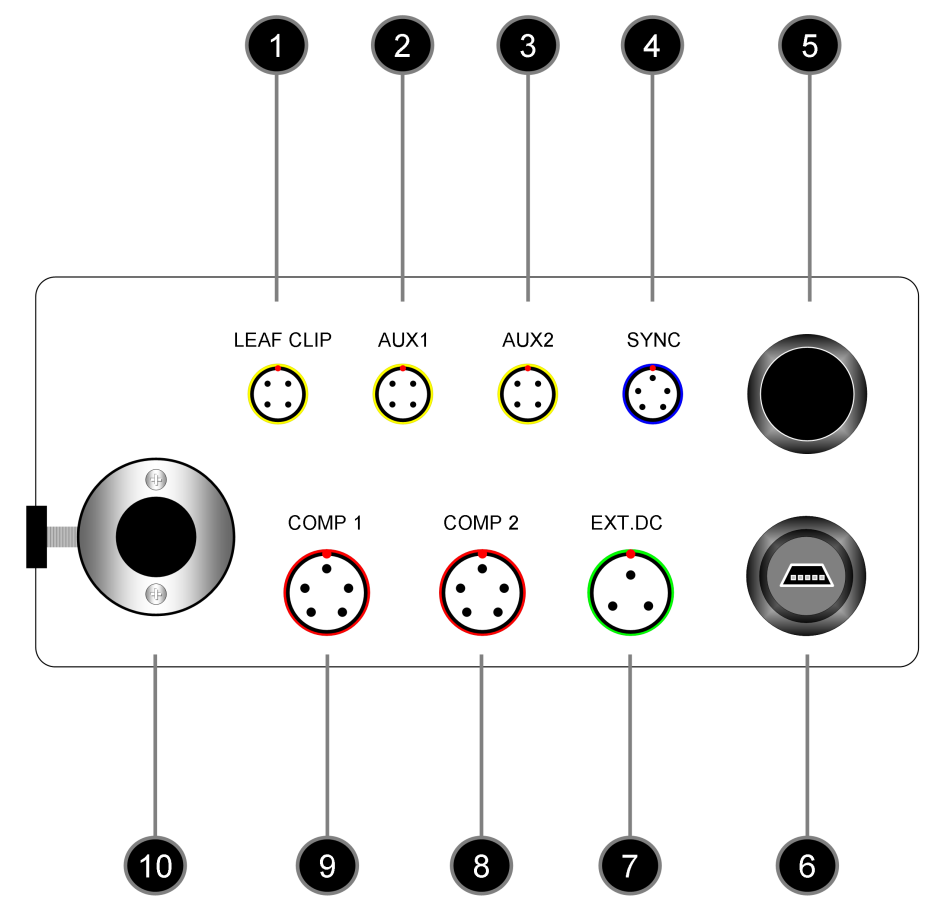 1 2 3 4 5
LEAF CLIP AUX1 AUX2 SYNC
COMP 1 COMP 2 EXT.DC
10 9 8 7 6